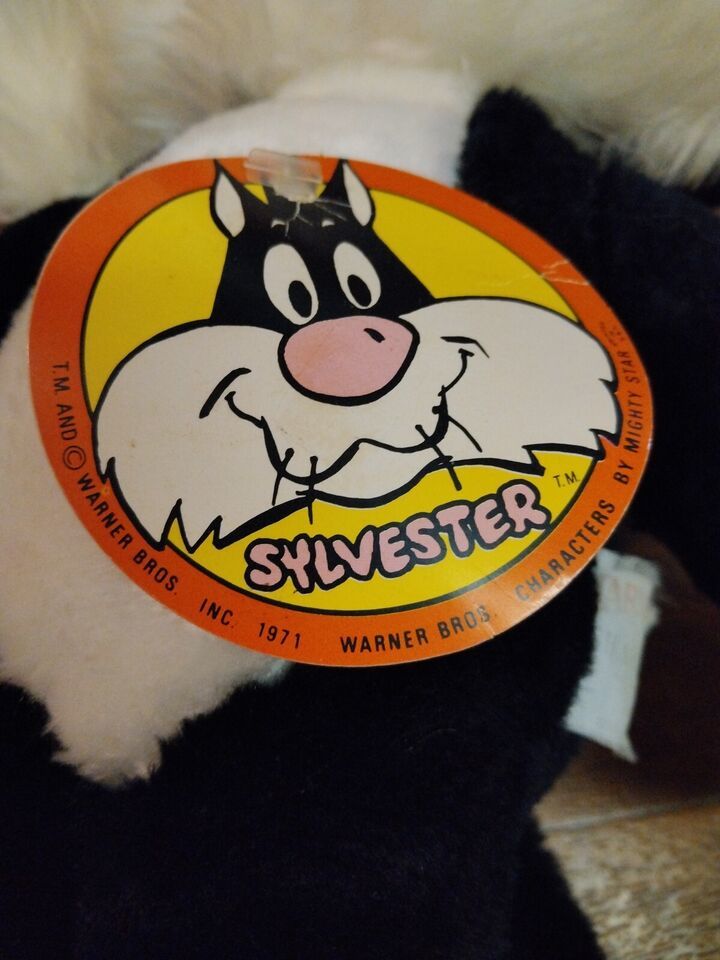 SYLVESTER T.M.
T.M. AND © WARNER BROS. INC. 1971 WARNER BROS. CHARACTERS BY MIGHTY STAR